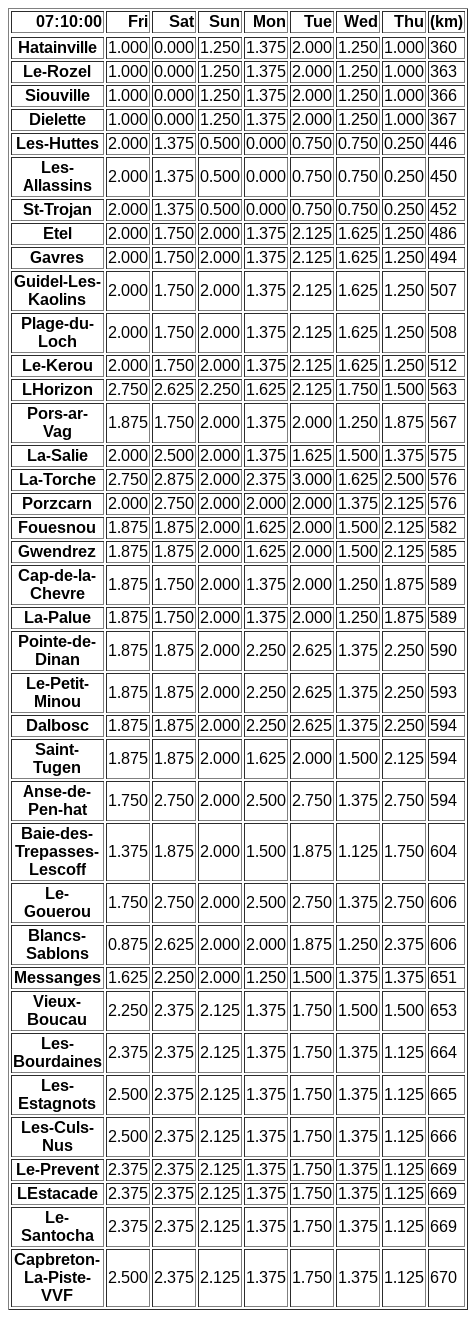 07:10:00 Fri Sat Sun Mon Tue Wed Thu (km)
Hatainville 1.000 0.000 1.250 1.375 2.000 1.250 1.000 360
Le-Rozel 1.000 0.000 1.250 1.375 2.000 1.250 1.000 363
Siouville 1.000 0.000 1.250 1.375 2.000 1.250 1.000 366
Dielette 1.000 0.000 1.250 1.375 2.000 1.250 1.000 367
Les-Huttes 2.000 1.375 0.500 0.000 0.750 0.750 0.250 446
Les-
Allassins 2.000 1.375 0.500 0.000 0.750 0.750 0.250 450
St-Trojan 2.000 1.375 0.500 0.000 0.750 0.750 0.250 452
Etel 2.000 1.750 2.000 1.375 2.125 1.625 1.250 486
Gavres 2.000 1.750 2.000 1.375 2.125 1.625 1.250 494
Guidel-Les-
Kaolins 2.000 1.750 2.000 1.375 2.125 1.625 1.250 507
Plage-du-
Loch 2.000 1.750 2.000 1.375 2.125 1.625 1.250 508
Le-Kerou 2.000 1.750 2.000 1.375 2.125 1.625 1.250 512
LHorizon 2.750 2.625 2.250 1.625 2.125 1.750 1.500 563
Pors-ar-
Vag 1.875 1.750 2.000 1.375 2.000 1.250 1.875 567
La-Salie 2.000 2.500 2.000 1.375 1.625 1.500 1.375 575
La-Torche 2.750 2.875 2.000 2.375 3.000 1.625 2.500 576
Porzcarn 2.000 2.750 2.000 2.000 2.000 1.375 2.125 576
Fouesnou 1.875 1.875 2.000 1.625 2.000 1.500 2.125 582
Gwendrez 1.875 1.875 2.000 1.625 2.000 1.500 2.125 585
Cap-de-la-
Chevre 1.875 1.750 2.000 1.375 2.000 1.250 1.875 589
La-Palue 1.875 1.750 2.000 1.375 2.000 1.250 1.875 589
Pointe-de-
Dinan 1.875 1.875 2.000 2.250 2.625 1.375 2.250 590
Le-Petit-
Minou 1.875 1.875 2.000 2.250 2.625 1.375 2.250 593
Dalbosc 1.875 1.875 2.000 2.250 2.625 1.375 2.250 594
Saint-
Tugen 1.875 1.875 2.000 1.625 2.000 1.500 2.125 594
Anse-de-
Pen-hat 1.750 2.750 2.000 2.500 2.750 1.375 2.750 594
Baie-des-
Trepasses-
Lescoff 1.375 1.875 2.000 1.500 1.875 1.125 1.750 604
Le-
Gouerou 1.750 2.750 2.000 2.500 2.750 1.375 2.750 606
Blancs-
Sablons 0.875 2.625 2.000 2.000 1.875 1.250 2.375 606
Messanges 1.625 2.250 2.000 1.250 1.500 1.375 1.375 651
Vieux-
Boucau 2.250 2.375 2.125 1.375 1.750 1.500 1.500 653
Les-
Bourdaines 2.375 2.375 2.125 1.375 1.750 1.375 1.125 664
Les-
Estagnots 2.500 2.375 2.125 1.375 1.750 1.375 1.125 665
Les-Culs-
Nus 2.500 2.375 2.125 1.375 1.750 1.375 1.125 666
Le-Prevent 2.375 2.375 2.125 1.375 1.750 1.375 1.125 669
LEstacade 2.375 2.375 2.125 1.375 1.750 1.375 1.125 669
Le-
Santocha 2.375 2.375 2.125 1.375 1.750 1.375 1.125 669
Capbreton-
La-Piste-
VVF 2.500 2.375 2.125 1.375 1.750 1.375 1.125 670